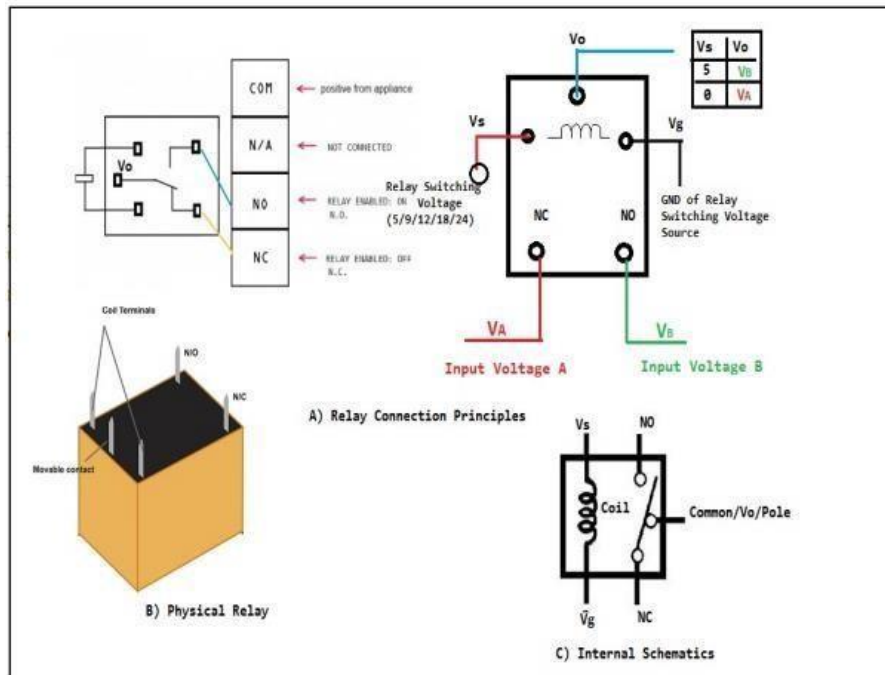 COM
positive from appliance
N/A
NOT CONNECTED
NO
RELAY ENABLED: ON
N.O.
NC
RELAY ENABLED: OFF
N.C.
Vo
Vo
Vs
Vg
Relay Switching
Voltage
(5/9/12/18/24)
GND of Relay
Switching Voltage
Source
NC
NO
VA
VB
Input Voltage A
Input Voltage B
Vs Vo
5 VB
0 VA
A) Relay Connection Principles
Coil Terminals
N/O
N/C
Movable contact
B) Physical Relay
Vs
NO
Coil
Common/Vo/Pole
Vg
NC
C) Internal Schematics